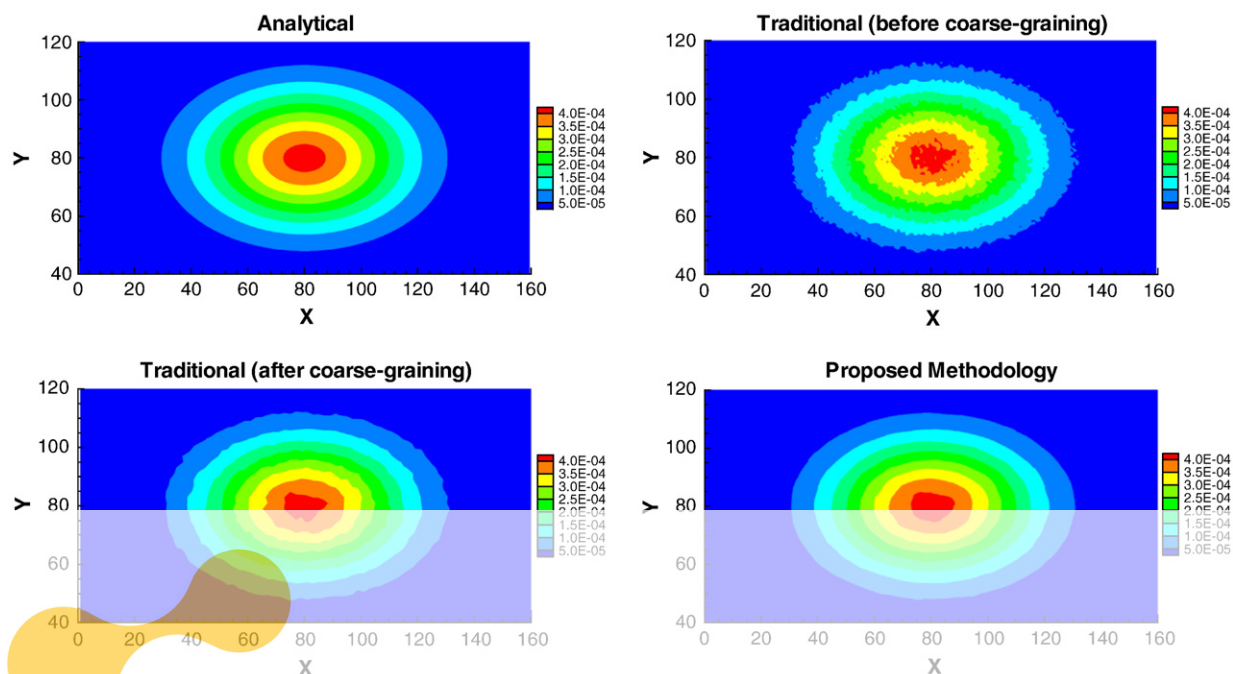 Analytical
Traditional (before coarse-graining)
120
100
80
60
40
Y
0 20 40 60 80 100 120 140 160
X
4.0E-04
3.5E-04
3.0E-04
2.5E-04
2.0E-04
1.5E-04
1.0E-04
5.0E-05
120
100
80
60
40
Y
0 20 40 60 80 100 120 140 160
X
4.0E-04
3.5E-04
3.0E-04
2.5E-04
2.0E-04
1.5E-04
1.0E-04
5.0E-05
Traditional (after coarse-graining)
Proposed Methodology
120
100
80
60
40
Y
0 20 40 60 80 100 120 140 160
X
4.0E-04
3.5E-04
3.0E-04
2.5E-04
2.0E-04
1.5E-04
1.0E-04
5.0E-05
120
100
80
60
40
Y
0 20 40 60 80 100 120 140 160
X
4.0E-04
3.5E-04
3.0E-04
2.5E-04
2.0E-04
1.5E-04
1.0E-04
5.0E-05